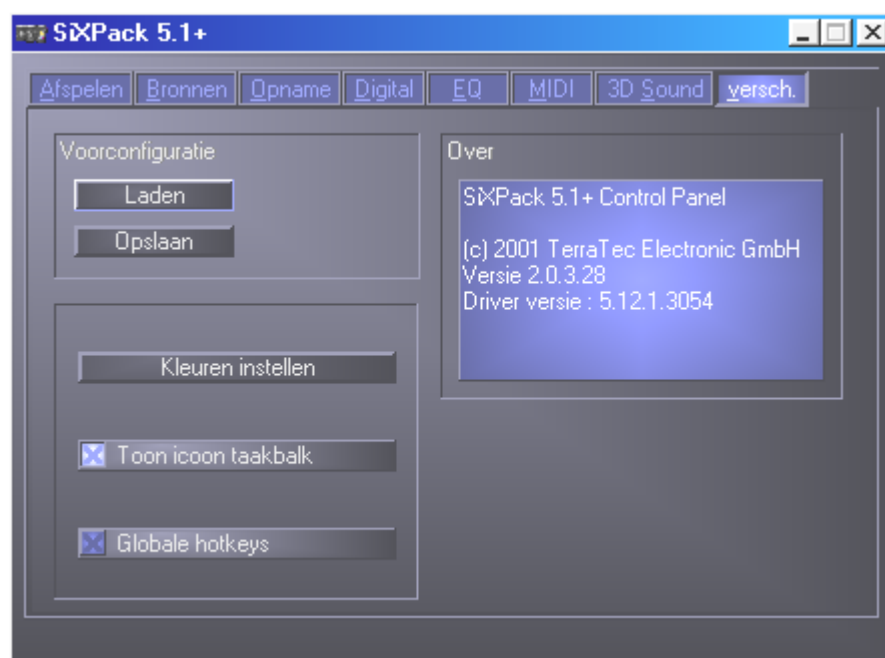 SiXPack 5.1+
Afspelen Bronnen Opname Digital EQ MIDI 3D Sound versch.
Voorconfiguratie
Laden
Opslaan
Kleuren instellen
Toon icoon taakbalk
Globale hotkeys
Over
SiXPack 5.1+ Control Panel
(c) 2001 TerraTec Electronic GmbH
Versie 2.0.3.28
Driver versie : 5.12.1.3054